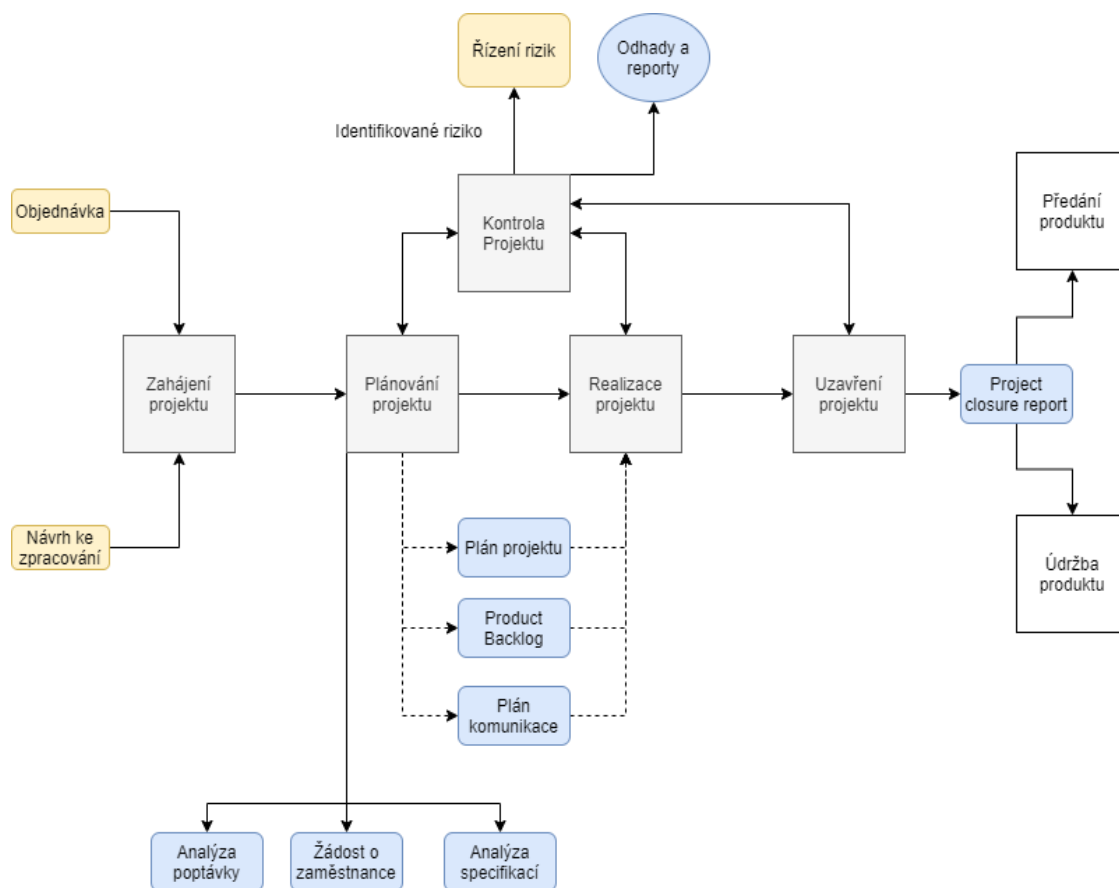 Řízení rizik
Odhady a
reporty
Identifikované riziko
Objednávka
Kontrola
Projektu
Předání
produktu
Zahájení
projektu
Plánování
projektu
Realizace
projektu
Uzavření
projektu
Project
closure report
Návrh ke
zpracování
Plán projektu
Product
Backlog
Plán
komunikace
Údržba
produktu
Analýza
poptávky
Žádost o
zaměstnance
Analýza
specifikací